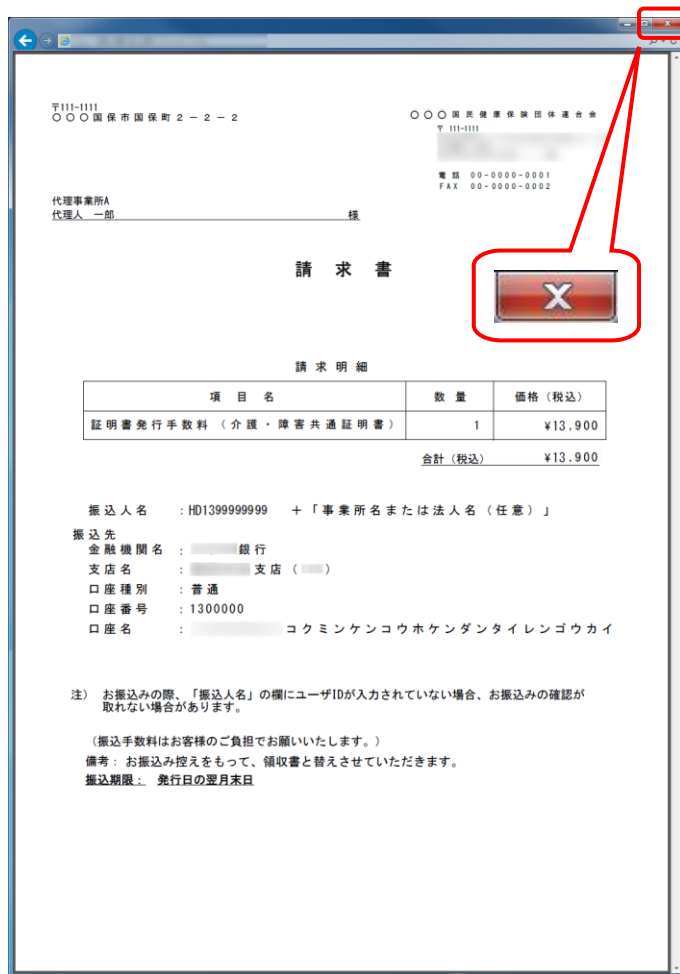 〒111-1111
〇〇〇国保市国保町２－２－２
〇〇〇国民健康保険団体連合会
〒 111-1111
電話 00-0000-0001
FAX 00-0000-0002
代理事業所A
代理人 一郎 様
請求書
X
請求明細
項目名 数量 価格（税込）
証明書発行手数料（介護・障害共通証明書） 1 ¥13.900
合計（税込） ¥13.900
振込人名 :HD1399999999 ＋「事業所名または法人名（任意）」
振込先
金融機関名 : 銀行
支店名 : 支店（ ）
口座種別 : 普通
口座番号 : 1300000
口座名 : コクミンケンコウホケンダンタイレンゴウカイ
注） お振込みの際、「振込人名」の欄にユーザIDが入力されていない場合、お振込みの確認が
取れない場合があります。
（振込手数料はお客様のご負担でお願いいたします。）
備考：お振込み控えをもって、領収書と替えさせていただきます。
振込期限： 発行日の翌月末日